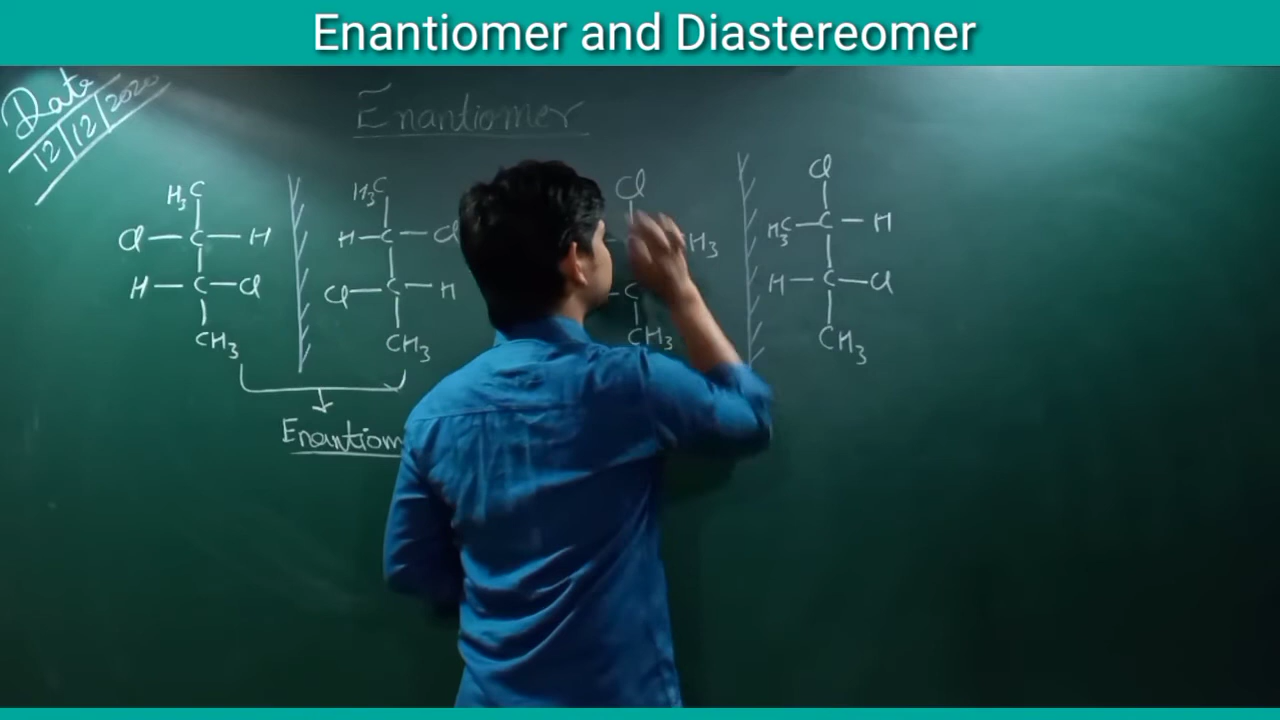 Enantiomer and Diastereomer
Date
12/12/2020
Enantiomer
H3C
Cl — C — H
H — C — Cl
CH3
H3C
H — C — Cl
Cl — C — H
CH3
Cl
H3
C
CH3
Cl
H3C — C — H
H — C — Cl
CH3
Enantiom